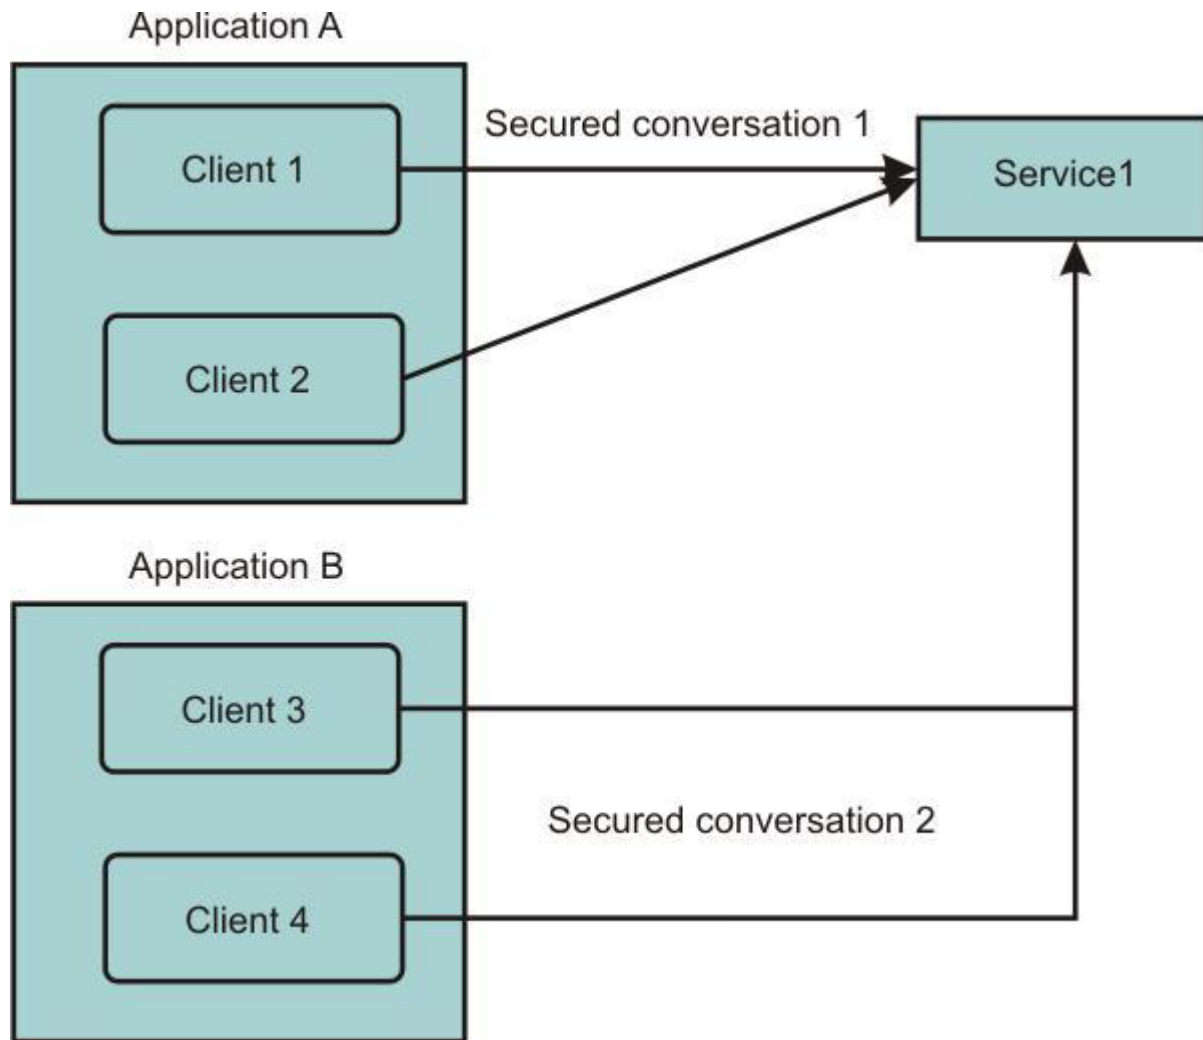 Application A
Client 1
Secured conversation 1
Service1
Client 2
Application B
Client 3
Secured conversation 2
Client 4